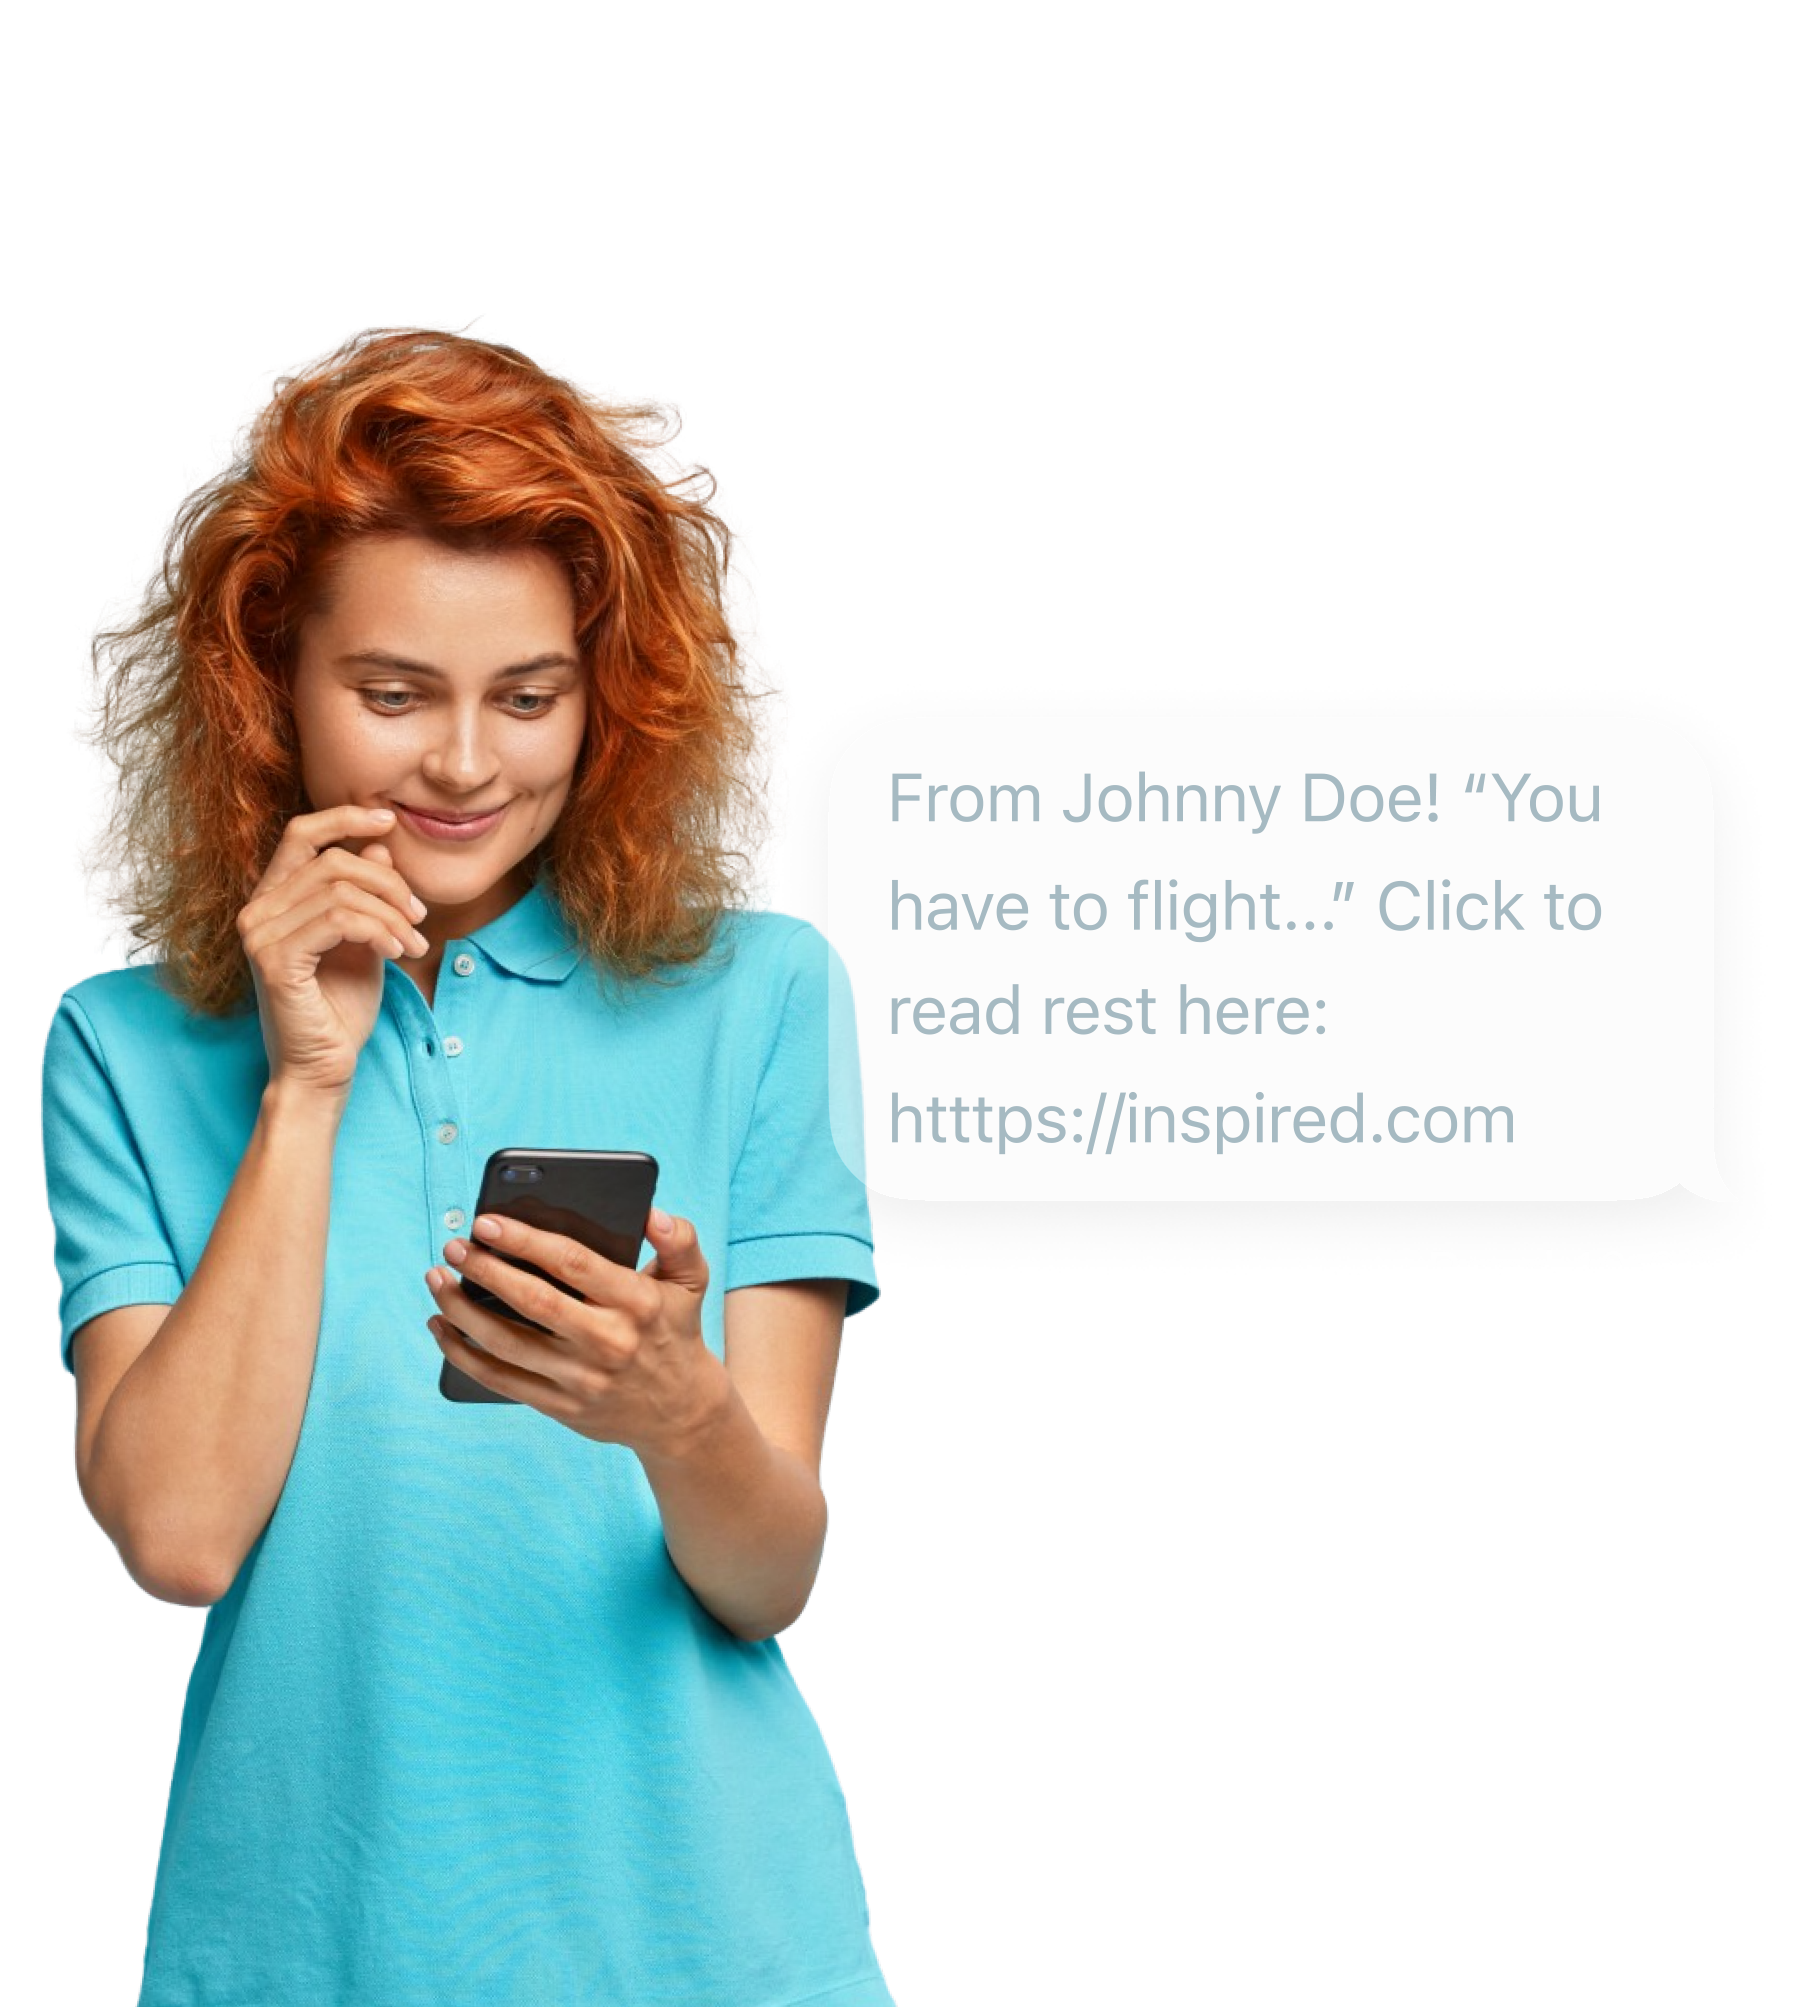 From Johnny Doe! “You
have to flight...” Click to
read rest here:
htttps://inspired.com